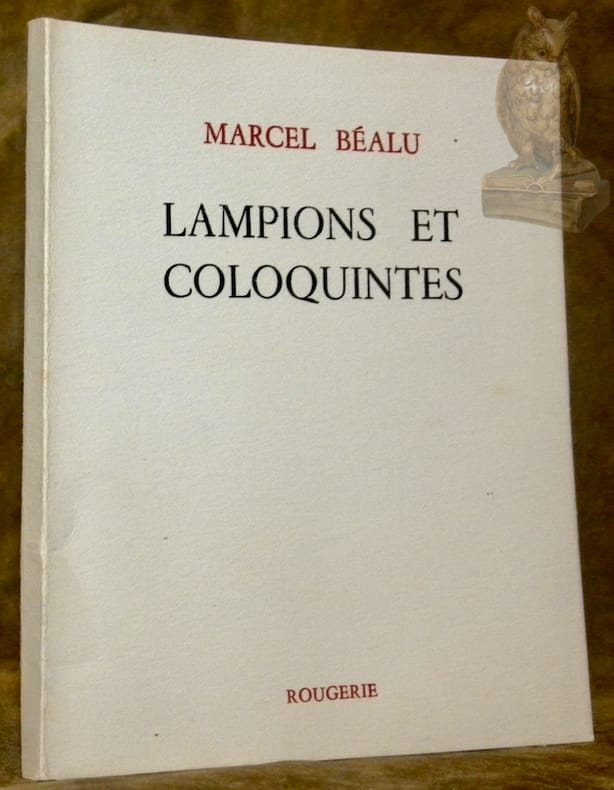 MARCEL BÉALU
LAMPIONS ET
COLOQUINTES
ROUGERIE